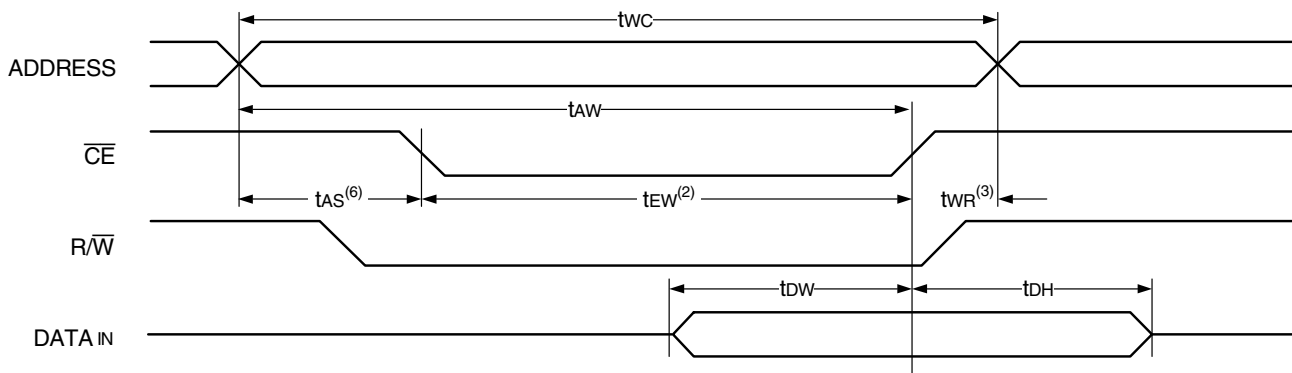 tWC
ADDRESS
tAW
CE
tAS(6)
tEW(2)
tWR(3)
R/W
tDW
tDH
DATA IN